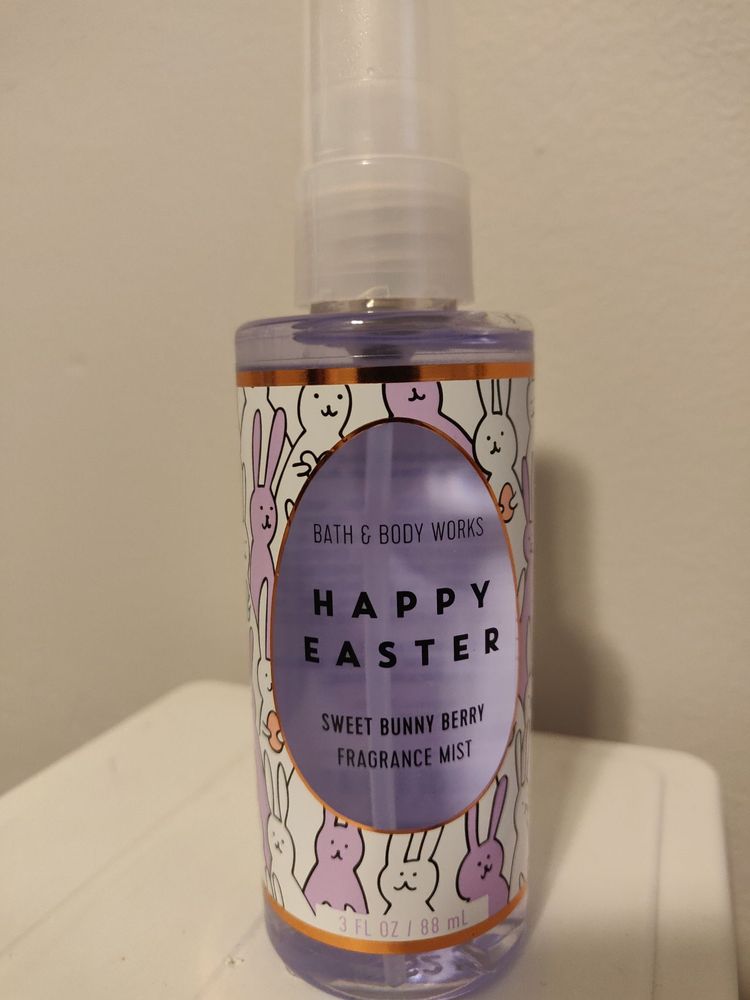 BATH & BODY WORKS
HAPPY
EASTER
SWEET BUNNY BERRY
FRAGRANCE MIST
3 FL OZ / 88 mL